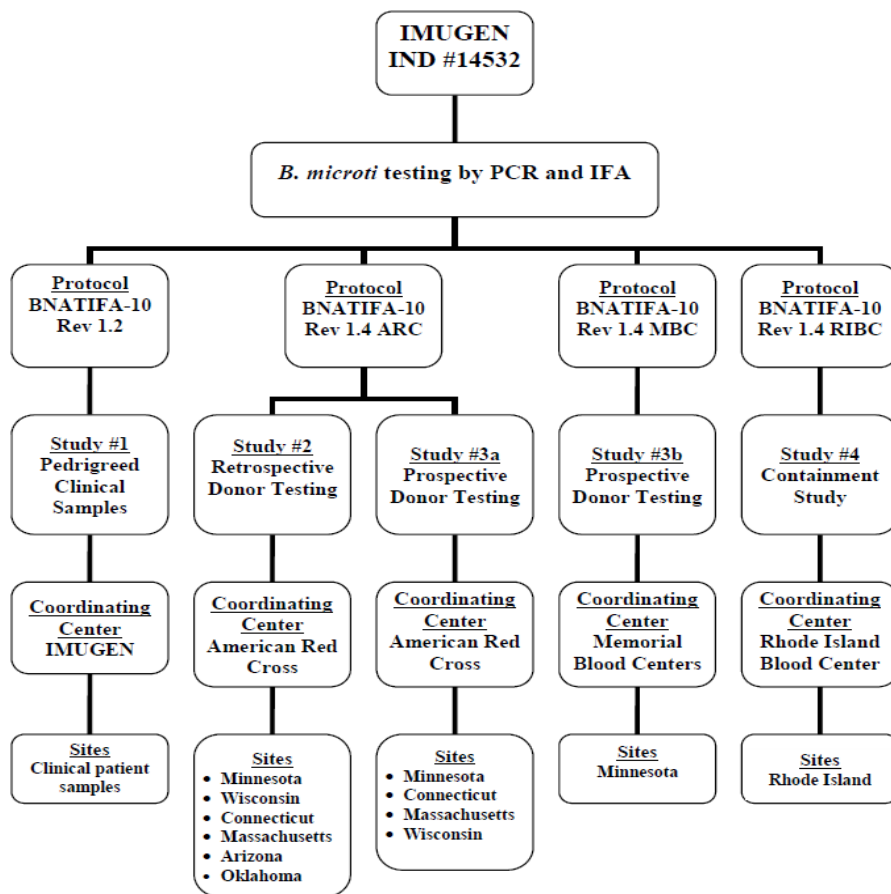 IMUGEN
IND #14532
B. microti testing by PCR and IFA
Protocol
BNATIFA-10
Rev 1.2
Protocol
BNATIFA-10
Rev 1.4 ARC
Protocol
BNATIFA-10
Rev 1.4 MBC
Protocol
BNATIFA-10
Rev 1.4 RIBC
Study #1
Pedrigreed
Clinical
Samples
Study #2
Retrospective
Donor Testing
Study #3a
Prospective
Donor Testing
Study #3b
Prospective
Donor Testing
Study #4
Containment
Study
Coordinating
Center
IMUGEN
Coordinating
Center
American Red
Cross
Coordinating
Center
American Red
Cross
Coordinating
Center
Memorial
Blood Centers
Coordinating
Center
Rhode Island
Blood Center
Sites
Clinical patient
samples
Sites
• Minnesota
• Wisconsin
• Connecticut
• Massachusetts
• Arizona
• Oklahoma
Sites
• Minnesota
• Connecticut
• Massachusetts
• Wisconsin
Sites
Minnesota
Sites
Rhode Island